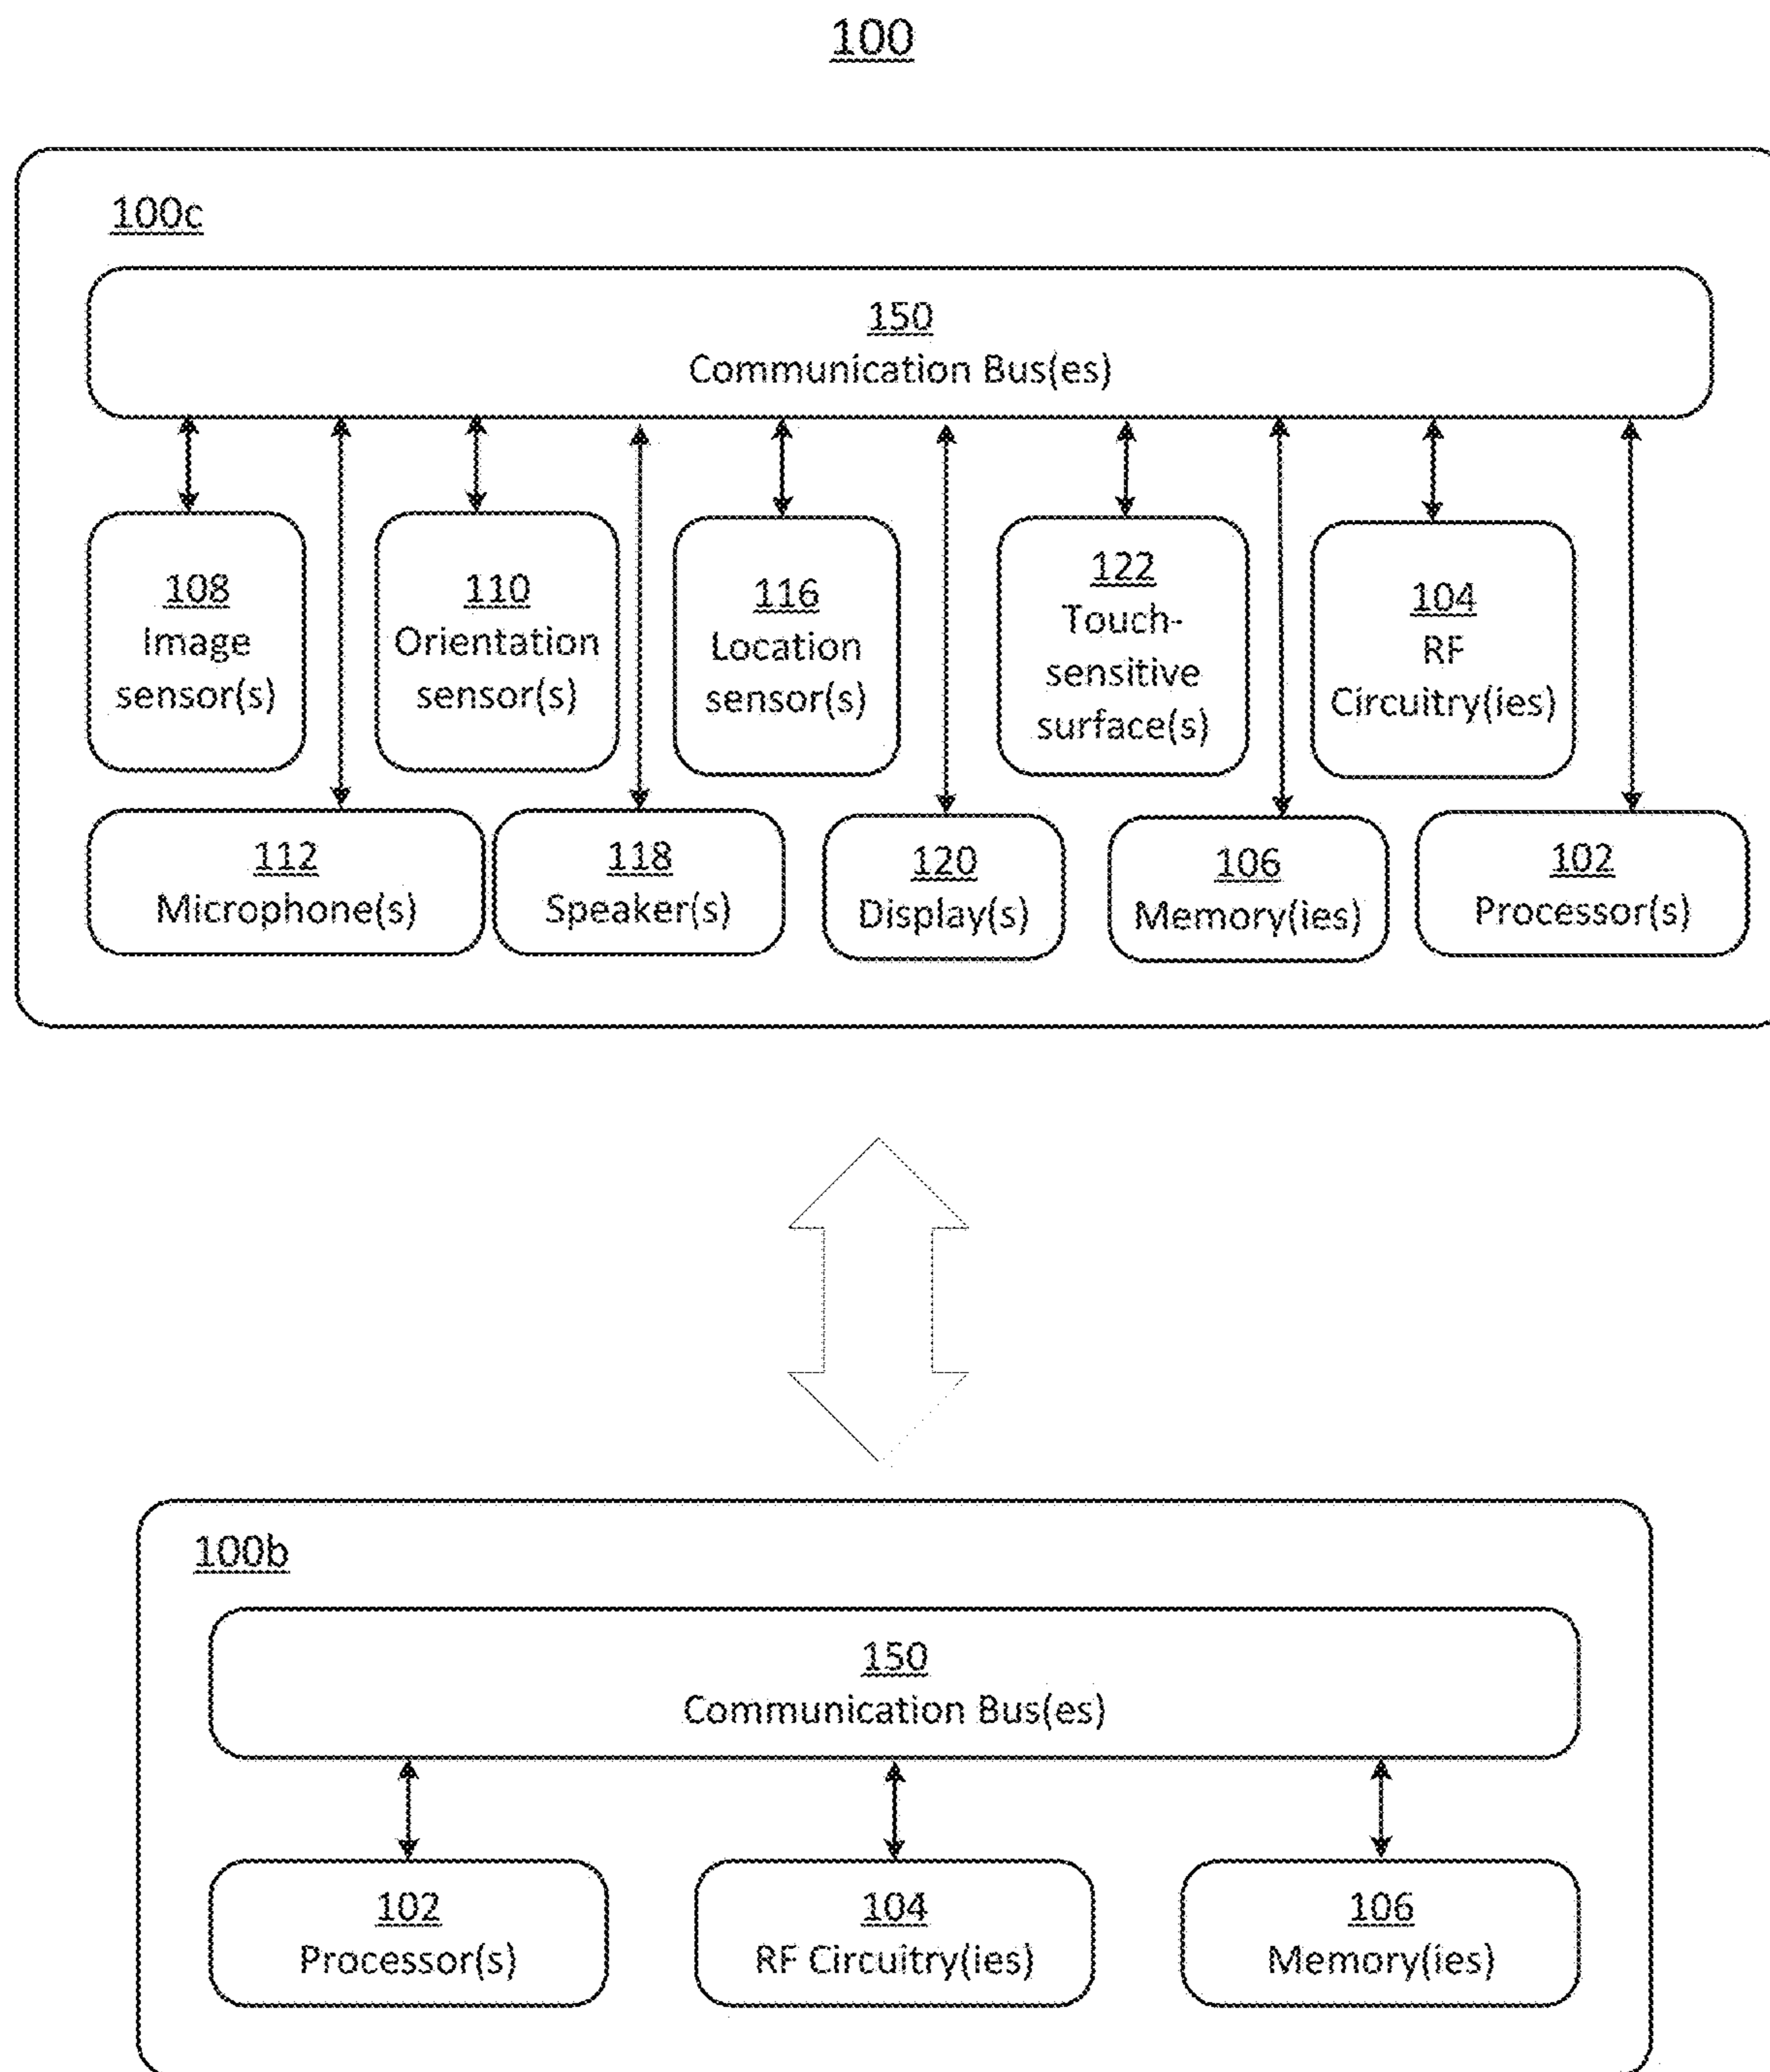 100
100c
150
Communication Bus(es)
108
Image
sensor(s)
110
Orientation
sensor(s)
116
Location
sensor(s)
122
Touch-
sensitive
surface(s)
104
RF
Circuitry(ies)
112
Microphone(s)
118
Speaker(s)
120
Display(s)
106
Memory(ies)
102
Processor(s)
100b
150
Communication Bus(es)
102
Processor(s)
104
RF Circuitry(ies)
106
Memory(ies)